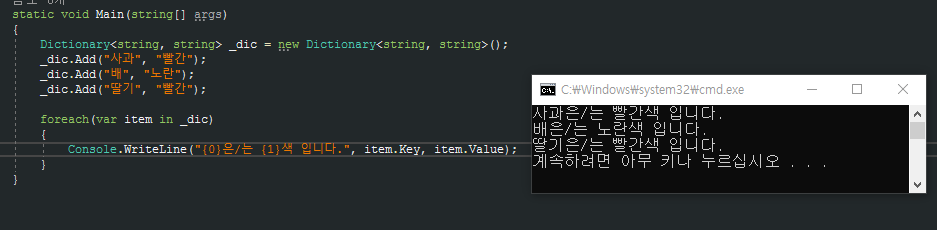 static void Main(string[] args)
{
Dictionary<string, string> _dic = new Dictionary<string, string>();
_dic.Add("사과", "빨간");
_dic.Add("배", "노란");
_dic.Add("딸기", "빨간");
foreach(var item in _dic)
{
Console.WriteLine("{0}은/는 {1}색 입니다.", item.Key, item.Value);
}
}
C:₩Windows₩system32₩cmd.exe
사과은/는 빨간색 입니다.
배은/는 노란색 입니다.
딸기은/는 빨간색 입니다.
계속하려면 아무 키나 누르십시오 . . .